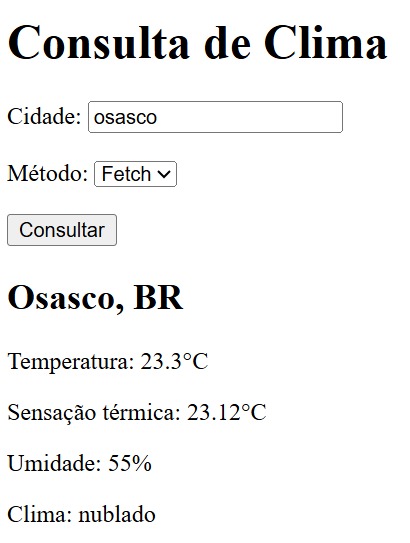 Consulta de Clima
Cidade: osasco
Método: Fetch
Consultar
Osasco, BR
Temperatura: 23.3°C
Sensação térmica: 23.12°C
Umidade: 55%
Clima: nublado